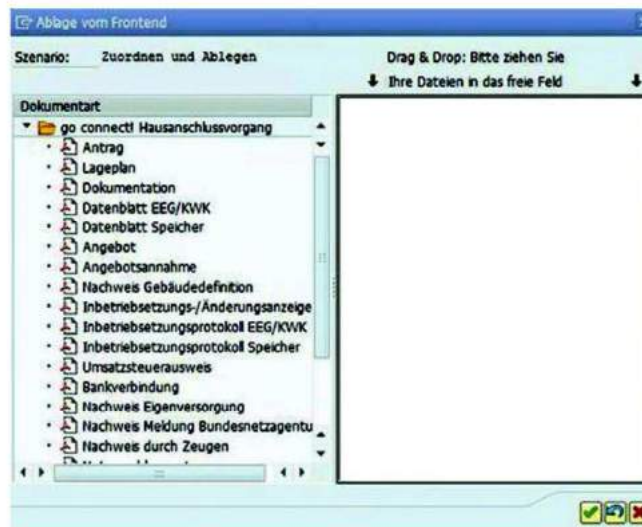 Ablage vom Frontend
Szenario: Zuordnen und Ablegen
Drag & Drop: Bitte ziehen Sie
Ihre Dateien in das freie Feld
Dokumentart
go connect! Hausanschlussvorgang
Antrag
Lageplan
Dokumentation
Datenblatt EEG/KWK
Datenblatt Speicher
Angebot
Angebotsannahme
Nachweis Gebäudedefinition
Inbetriebsetzungs-/Änderungsanzeige
Inbetriebsetzungsprotokoll EEG/KWK
Inbetriebsetzungsprotokoll Speicher
Umsatzsteuerausweis
Bankverbindung
Nachweis Eigenversorgung
Nachweis Meldung Bundesnetzagentu
Nachweis durch Zeugen